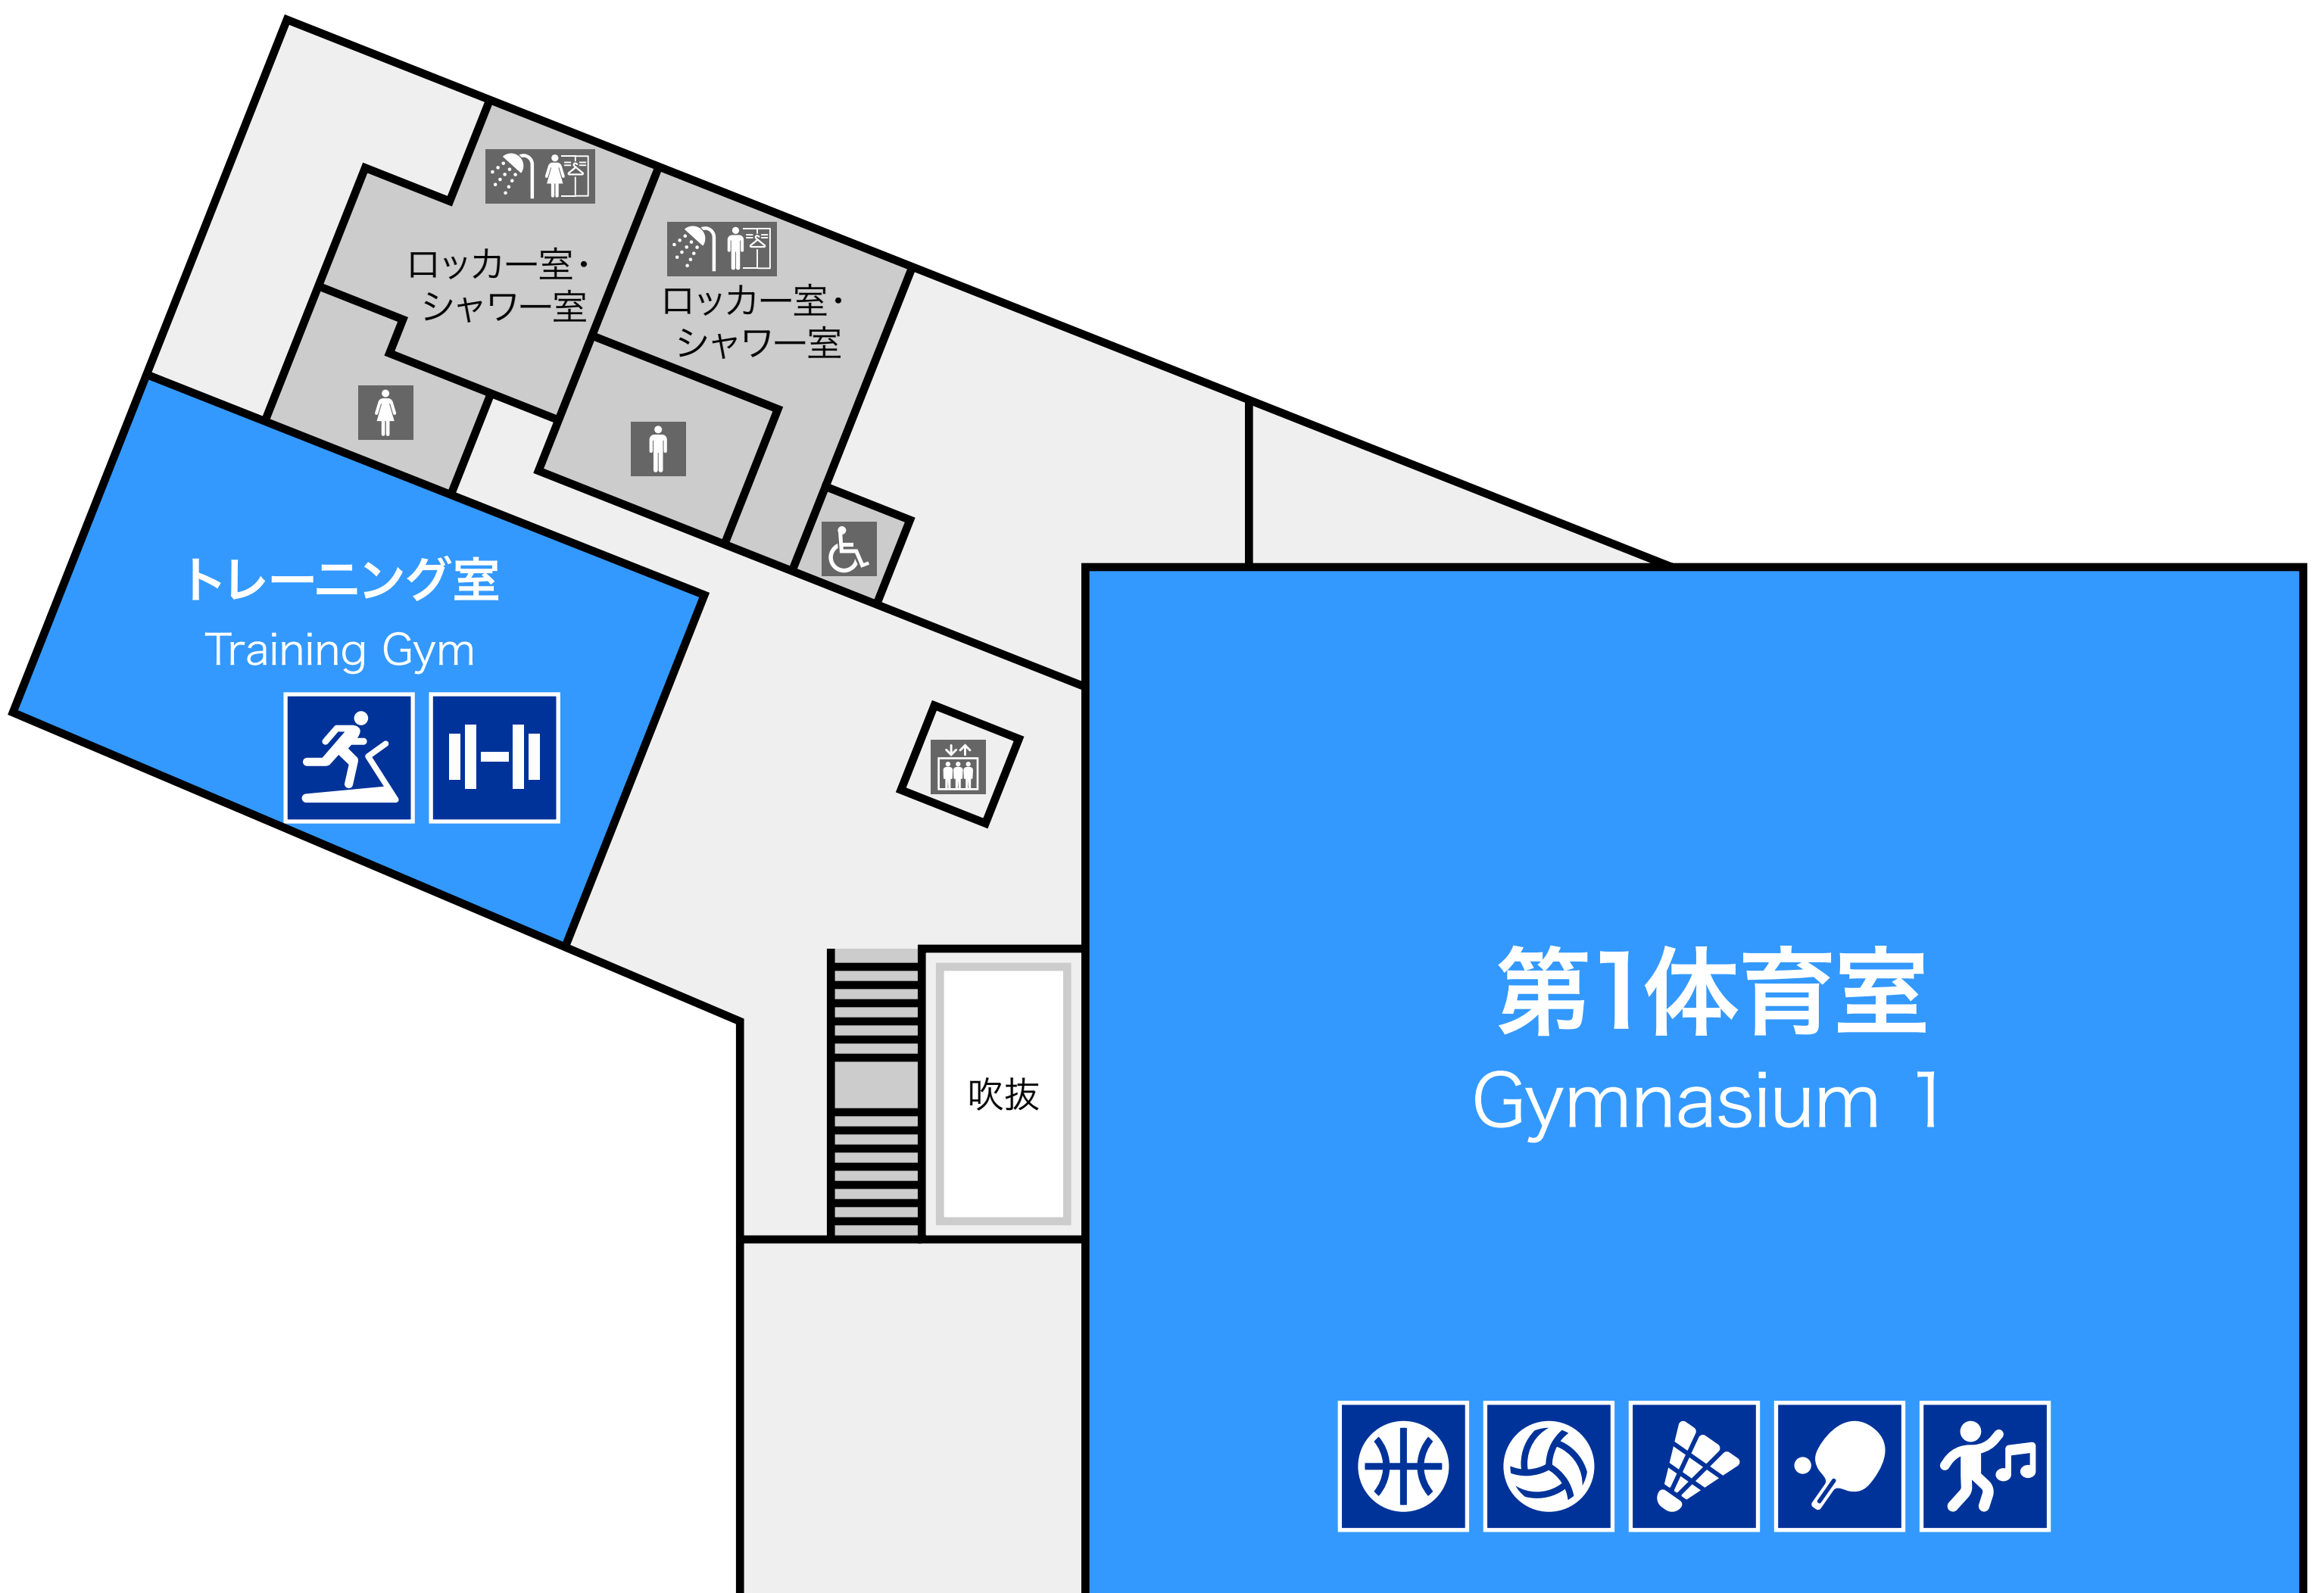 ロッカー室・
シャワー室
ロッカー室・
シャワー室
トレーニング室
Training Gym
第1体育室
Gymnasium 1
吹抜